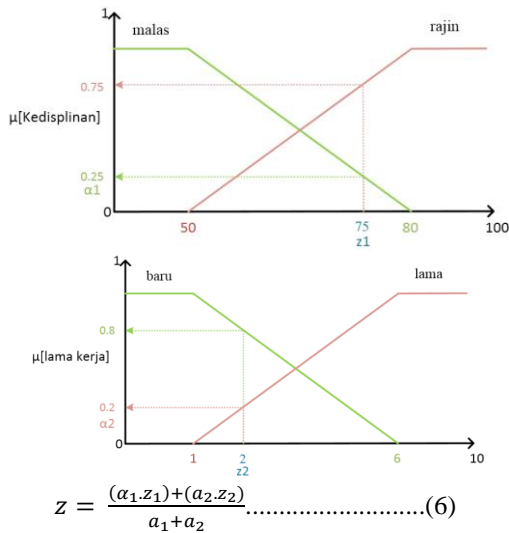 1
malas
rajin
0.75
μ[Kedisplinan]
0.25
α1
0
50
75
80
100
z1
1
baru
lama
0.8
μ[lama kerja]
0.2
α2
0
1
2
6
10
z2
z = (α₁.z₁)+(a₂.z₂) / a₁+a₂ ............................(6)